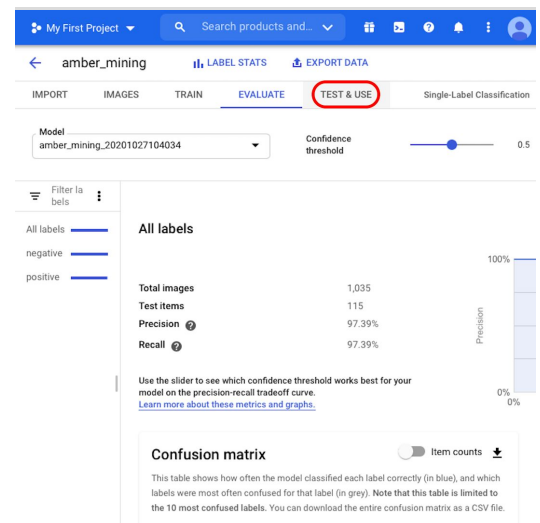 My First Project
Search products and...
amber_mining
LABEL STATS
EXPORT DATA
IMPORT
IMAGES
TRAIN
EVALUATE
TEST & USE
Single-Label Classification
Model
amber_mining_20201027104034
Confidence
threshold
0.5
Filter la
bels
All labels
negative
positive
All labels
Total images 1,035
Test items 115
Precision 97.39%
Recall 97.39%
Use the slider to see which confidence threshold works best for your
model on the precision-recall tradeoff curve.
Learn more about these metrics and graphs.
100%
Precision
0%
0%
Confusion matrix
Item counts
This table shows how often the model classified each label correctly (in blue), and which
labels were most often confused for that label (in grey). Note that this table is limited to
the 10 most confused labels. You can download the entire confusion matrix as a CSV file.